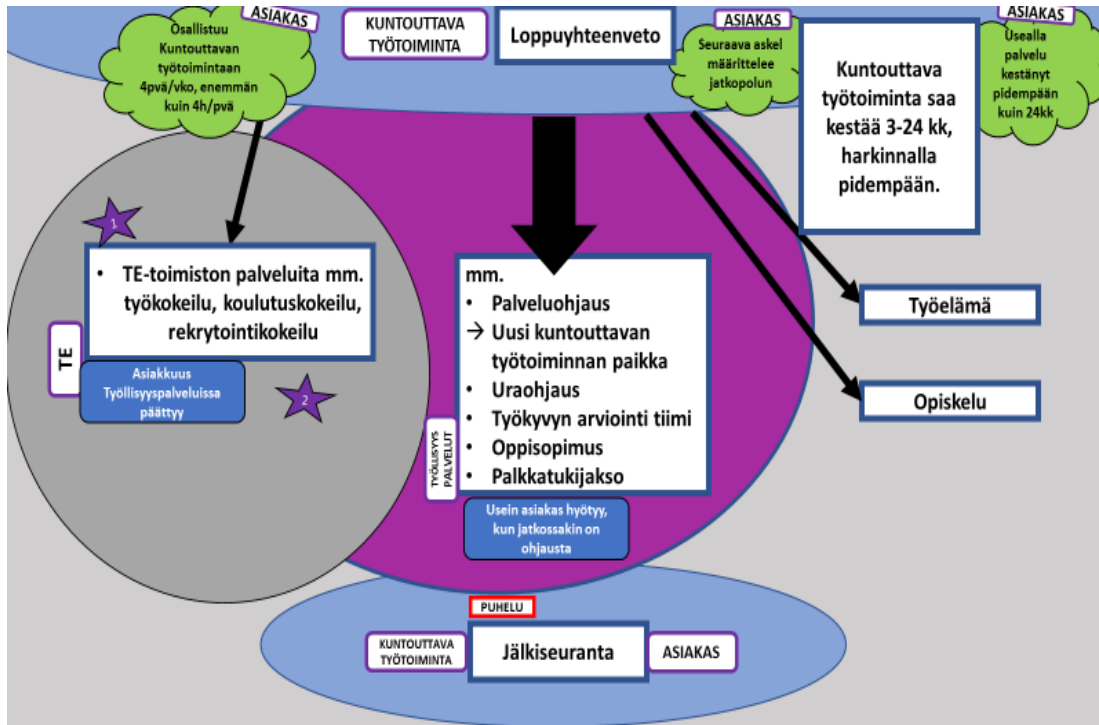 ASIAKAS
Osallistuu
Kuntouttavan
työtoimintaan
4pvä/vko, enemmän
kuin 4h/pvä
KUNTOUTTAVA
TYÖTOIMINTA
Loppuyhteenveto
ASIAKAS
Seuraava askel
määrittelee
jatkopolun
Kuntouttava
työtoiminta saa
kestää 3-24 kk,
harkinnalla
pidempään.
ASIAKAS
Usealla
palvelu
kestänyt
pidempään
kuin 24kk
1
• TE-toimiston palveluita mm.
työkokeilu, koulutuskokeilu,
rekrytointikokeilu
TE
Asiakkuus
Työllisyyspalveluissa
päättyy
2
mm.
• Palveluohjaus
→ Uusi kuntouttavan
työtoiminnan paikka
• Uraohjaus
• Työkyvyn arviointi tiimi
• Oppisopimus
• Palkkatukijakso
TYÖLLISYYS
PALVELUT
Usein asiakas hyötyy,
kun jatkossakin on
ohjausta
Työelämä
Opiskelu
PUHELU
KUNTOUTTAVA
TYÖTOIMINTA
Jälkiseuranta
ASIAKAS